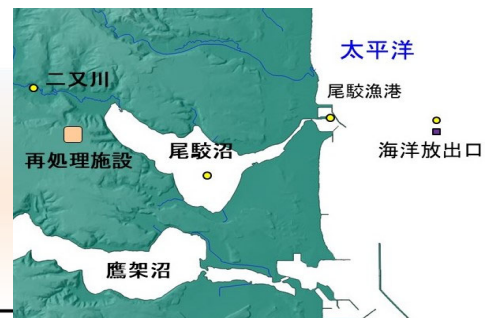 太平洋
二又川
尾駮漁港
尾駮沼
海洋放出口
再処理施設
鷹架沼